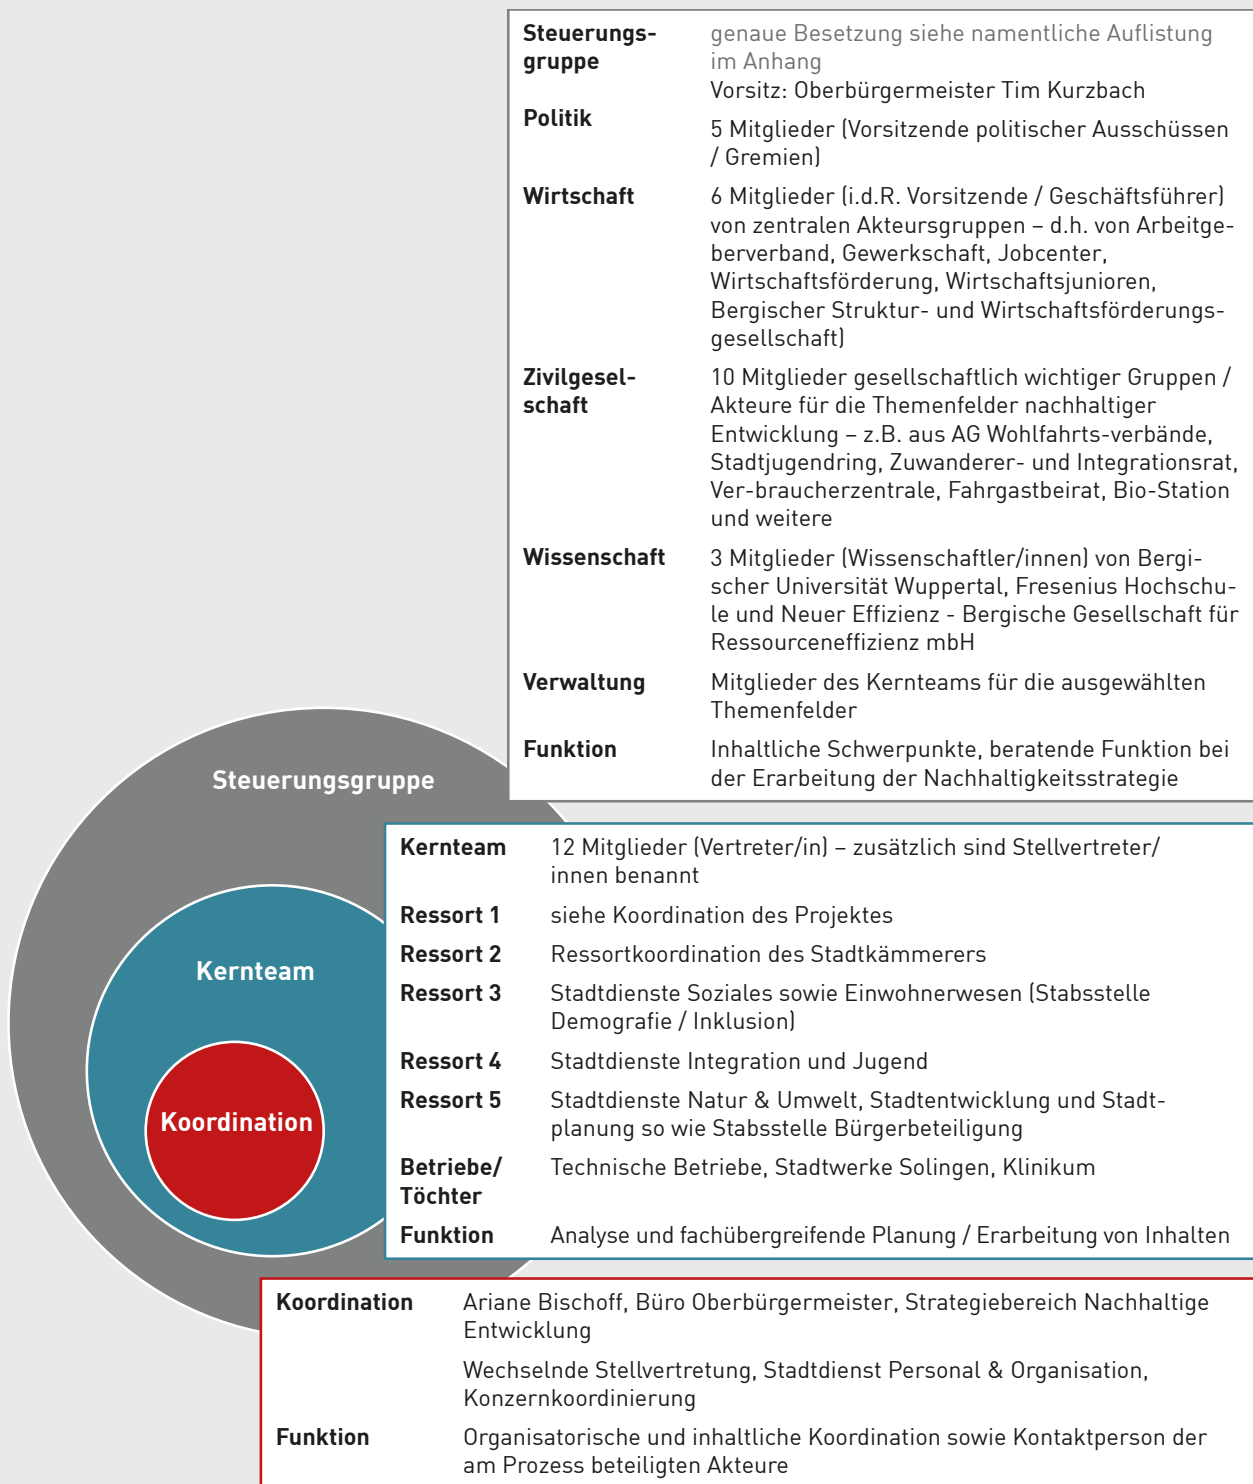 Steuerungs-
gruppe
genaue Besetzung siehe namentliche Auflistung
im Anhang
Vorsitz: Oberbürgermeister Tim Kurzbach
Politik
5 Mitglieder (Vorsitzende politischer Ausschüssen
/ Gremien)
Wirtschaft
6 Mitglieder (i.d.R. Vorsitzende / Geschäftsführer)
von zentralen Akteursgruppen – d.h. von Arbeitge-
berverband, Gewerkschaft, Jobcenter,
Wirtschaftsförderung, Wirtschaftsjunioren,
Bergischer Struktur- und Wirtschaftsförderungs-
gesellschaft)
Zivilgesel-
schaft
10 Mitglieder gesellschaftlich wichtiger Gruppen /
Akteure für die Themenfelder nachhaltiger
Entwicklung – z.B. aus AG Wohlfahrts-verbände,
Stadtjugendring, Zuwanderer- und Integrationsrat,
Ver-braucherzentrale, Fahrgastbeirat, Bio-Station
und weitere
Wissenschaft
3 Mitglieder (Wissenschaftler/innen) von Bergi-
scher Universität Wuppertal, Fresenius Hochschu-
le und Neuer Effizienz - Bergische Gesellschaft für
Ressourceneffizienz mbH
Verwaltung
Mitglieder des Kernteams für die ausgewählten
Themenfelder
Funktion
Inhaltliche Schwerpunkte, beratende Funktion bei
der Erarbeitung der Nachhaltigkeitsstrategie
Steuerungsgruppe
Kernteam
Koordination
Kernteam
12 Mitglieder (Vertreter/in) – zusätzlich sind Stellvertreter/
innen benannt
Ressort 1
siehe Koordination des Projektes
Ressort 2
Ressortkoordination des Stadtkämmerers
Ressort 3
Stadtdienste Soziales sowie Einwohnerwesen (Stabsstelle
Demografie / Inklusion)
Ressort 4
Stadtdienste Integration und Jugend
Ressort 5
Stadtdienste Natur & Umwelt, Stadtentwicklung und Stadt-
planung so wie Stabsstelle Bürgerbeteiligung
Betriebe/
Töchter
Technische Betriebe, Stadtwerke Solingen, Klinikum
Funktion
Analyse und fachübergreifende Planung / Erarbeitung von Inhalten
Koordination
Ariane Bischoff, Büro Oberbürgermeister, Strategiebereich Nachhaltige
Entwicklung
Wechselnde Stellvertretung, Stadtdienst Personal & Organisation,
Konzernkoordinierung
Funktion
Organisatorische und inhaltliche Koordination sowie Kontaktperson der
am Prozess beteiligten Akteure